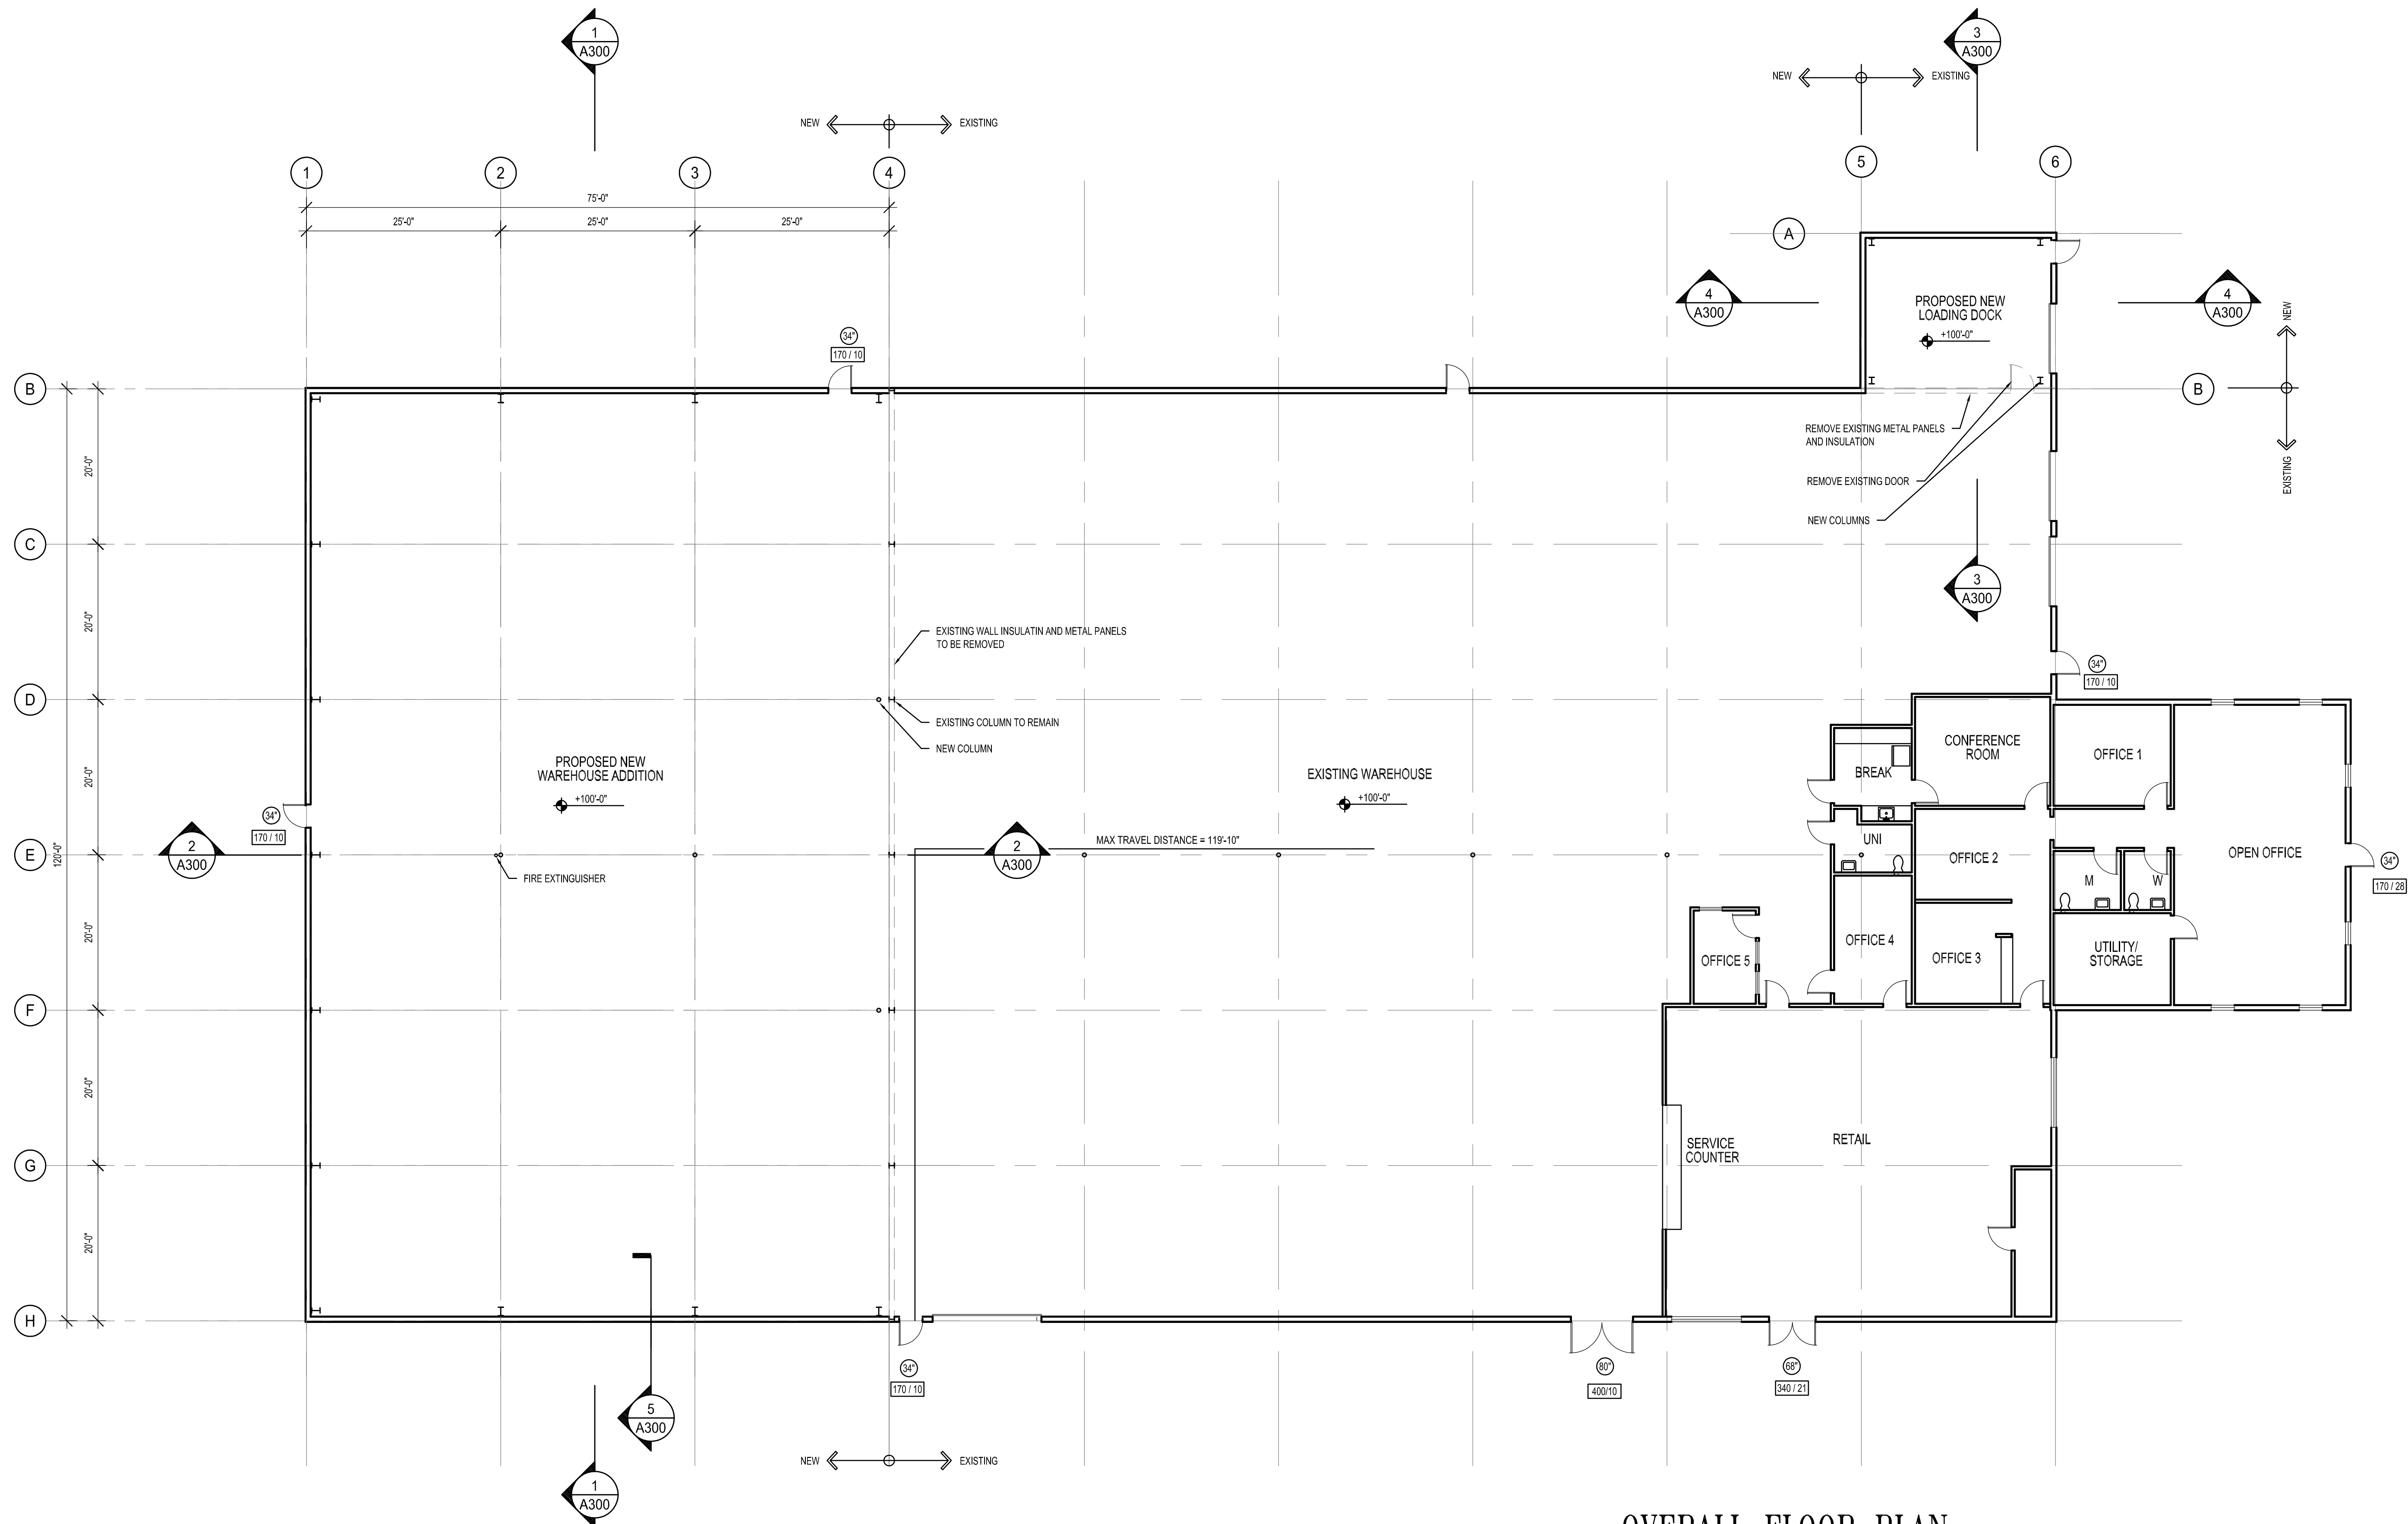 1
A300
3
A300
NEW
EXISTING
NEW
EXISTING
1
2
3
4
5
6
75'-0"
25'-0"
25'-0"
25'-0"
A
4
A300
PROPOSED NEW
LOADING DOCK
+100'-0"
4
A300
NEW
EXISTING
34"
170 / 10
B
B
REMOVE EXISTING METAL PANELS
AND INSULATION
REMOVE EXISTING DOOR
NEW COLUMNS
20'-0"
C
3
A300
20'-0"
EXISTING WALL INSULATIN AND METAL PANELS
TO BE REMOVED
34"
170 / 10
D
EXISTING COLUMN TO REMAIN
NEW COLUMN
20'-0"
PROPOSED NEW
WAREHOUSE ADDITION
+100'-0"
EXISTING WAREHOUSE
+100'-0"
CONFERENCE
ROOM
OFFICE 1
BREAK
34"
170 / 10
2
A300
2
A300
MAX TRAVEL DISTANCE = 119'-10"
UNI
OFFICE 2
OPEN OFFICE
34"
170 / 28
E
120'-0"
FIRE EXTINGUISHER
M
W
20'-0"
OFFICE 5
OFFICE 4
OFFICE 3
UTILITY/
STORAGE
F
20'-0"
SERVICE
COUNTER
RETAIL
G
20'-0"
H
34"
170 / 10
80"
400/10
68"
340 / 21
5
A300
NEW
EXISTING
1
A300
OVERALL FLOOR PLAN